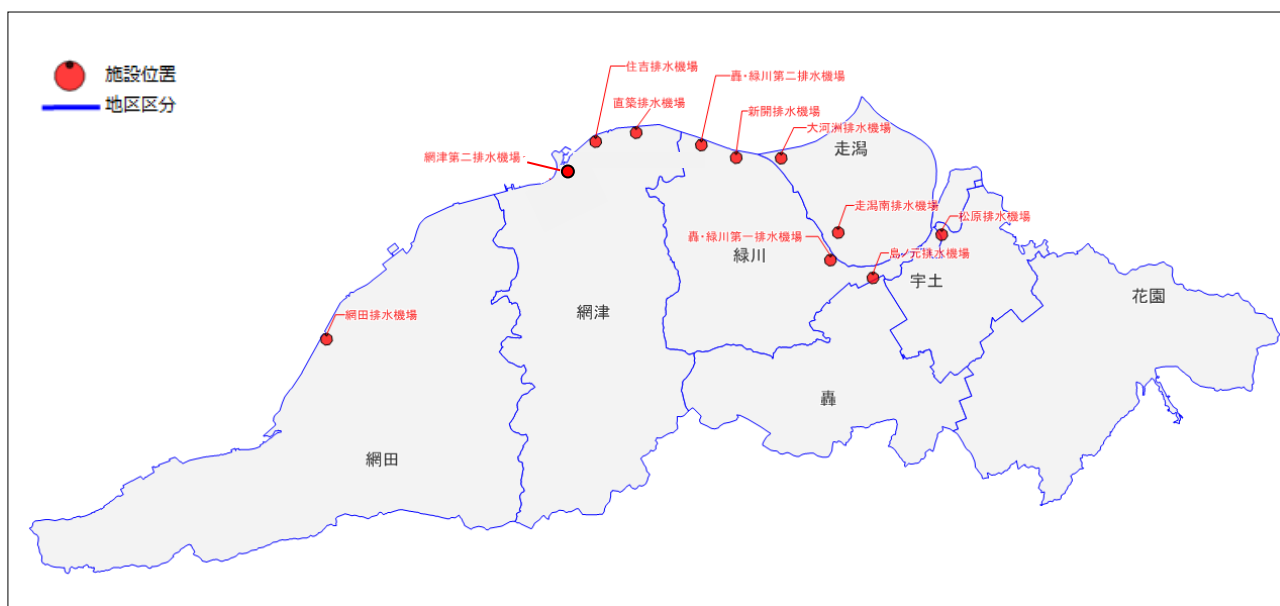 施設位置
地区区分
住吉排水機場
轟・緑川第二排水機場
直築排水機場
新開排水機場
大河洲排水機場
走潟
網津第二排水機場
走潟南排水機場
松原排水機場
轟・緑川第一排水機場
緑川
島ノ元排水機場
宇土
花園
網津
網田排水機場
轟
網田